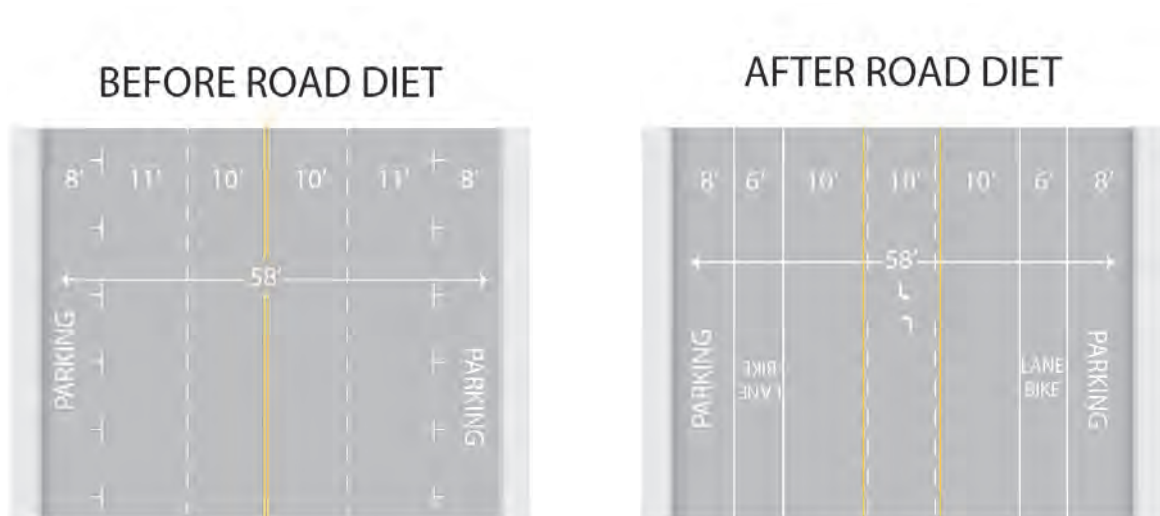 BEFORE ROAD DIET
8' 11' 10' 10' 11' 8'
58'
PARKING
PARKING
AFTER ROAD DIET
8' 6' 10' 10' 10' 6' 8'
58'
PARKING
BIKE
LANE
LANE
BIKE
PARKING